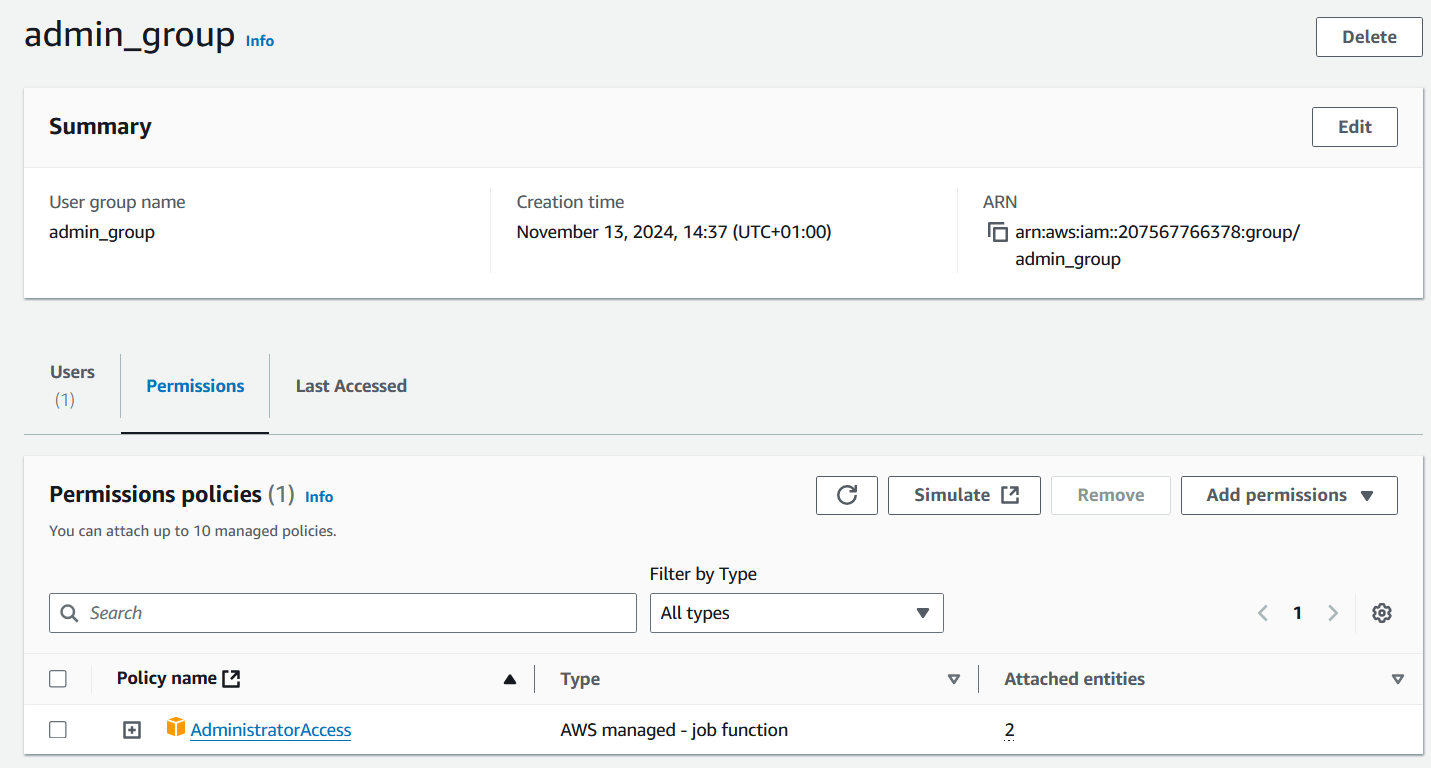 admin_group Info
Delete
Summary
Edit
User group name
admin_group
Creation time
November 13, 2024, 14:37 (UTC+01:00)
ARN
arn:aws:iam::207567766378:group/
admin_group
Users
(1)
Permissions
Last Accessed
Permissions policies (1) Info
You can attach up to 10 managed policies.
Simulate
Remove
Add permissions
Filter by Type
Search
All types
1
Policy name
Type
Attached entities
AdministratorAccess
AWS managed - job function
2